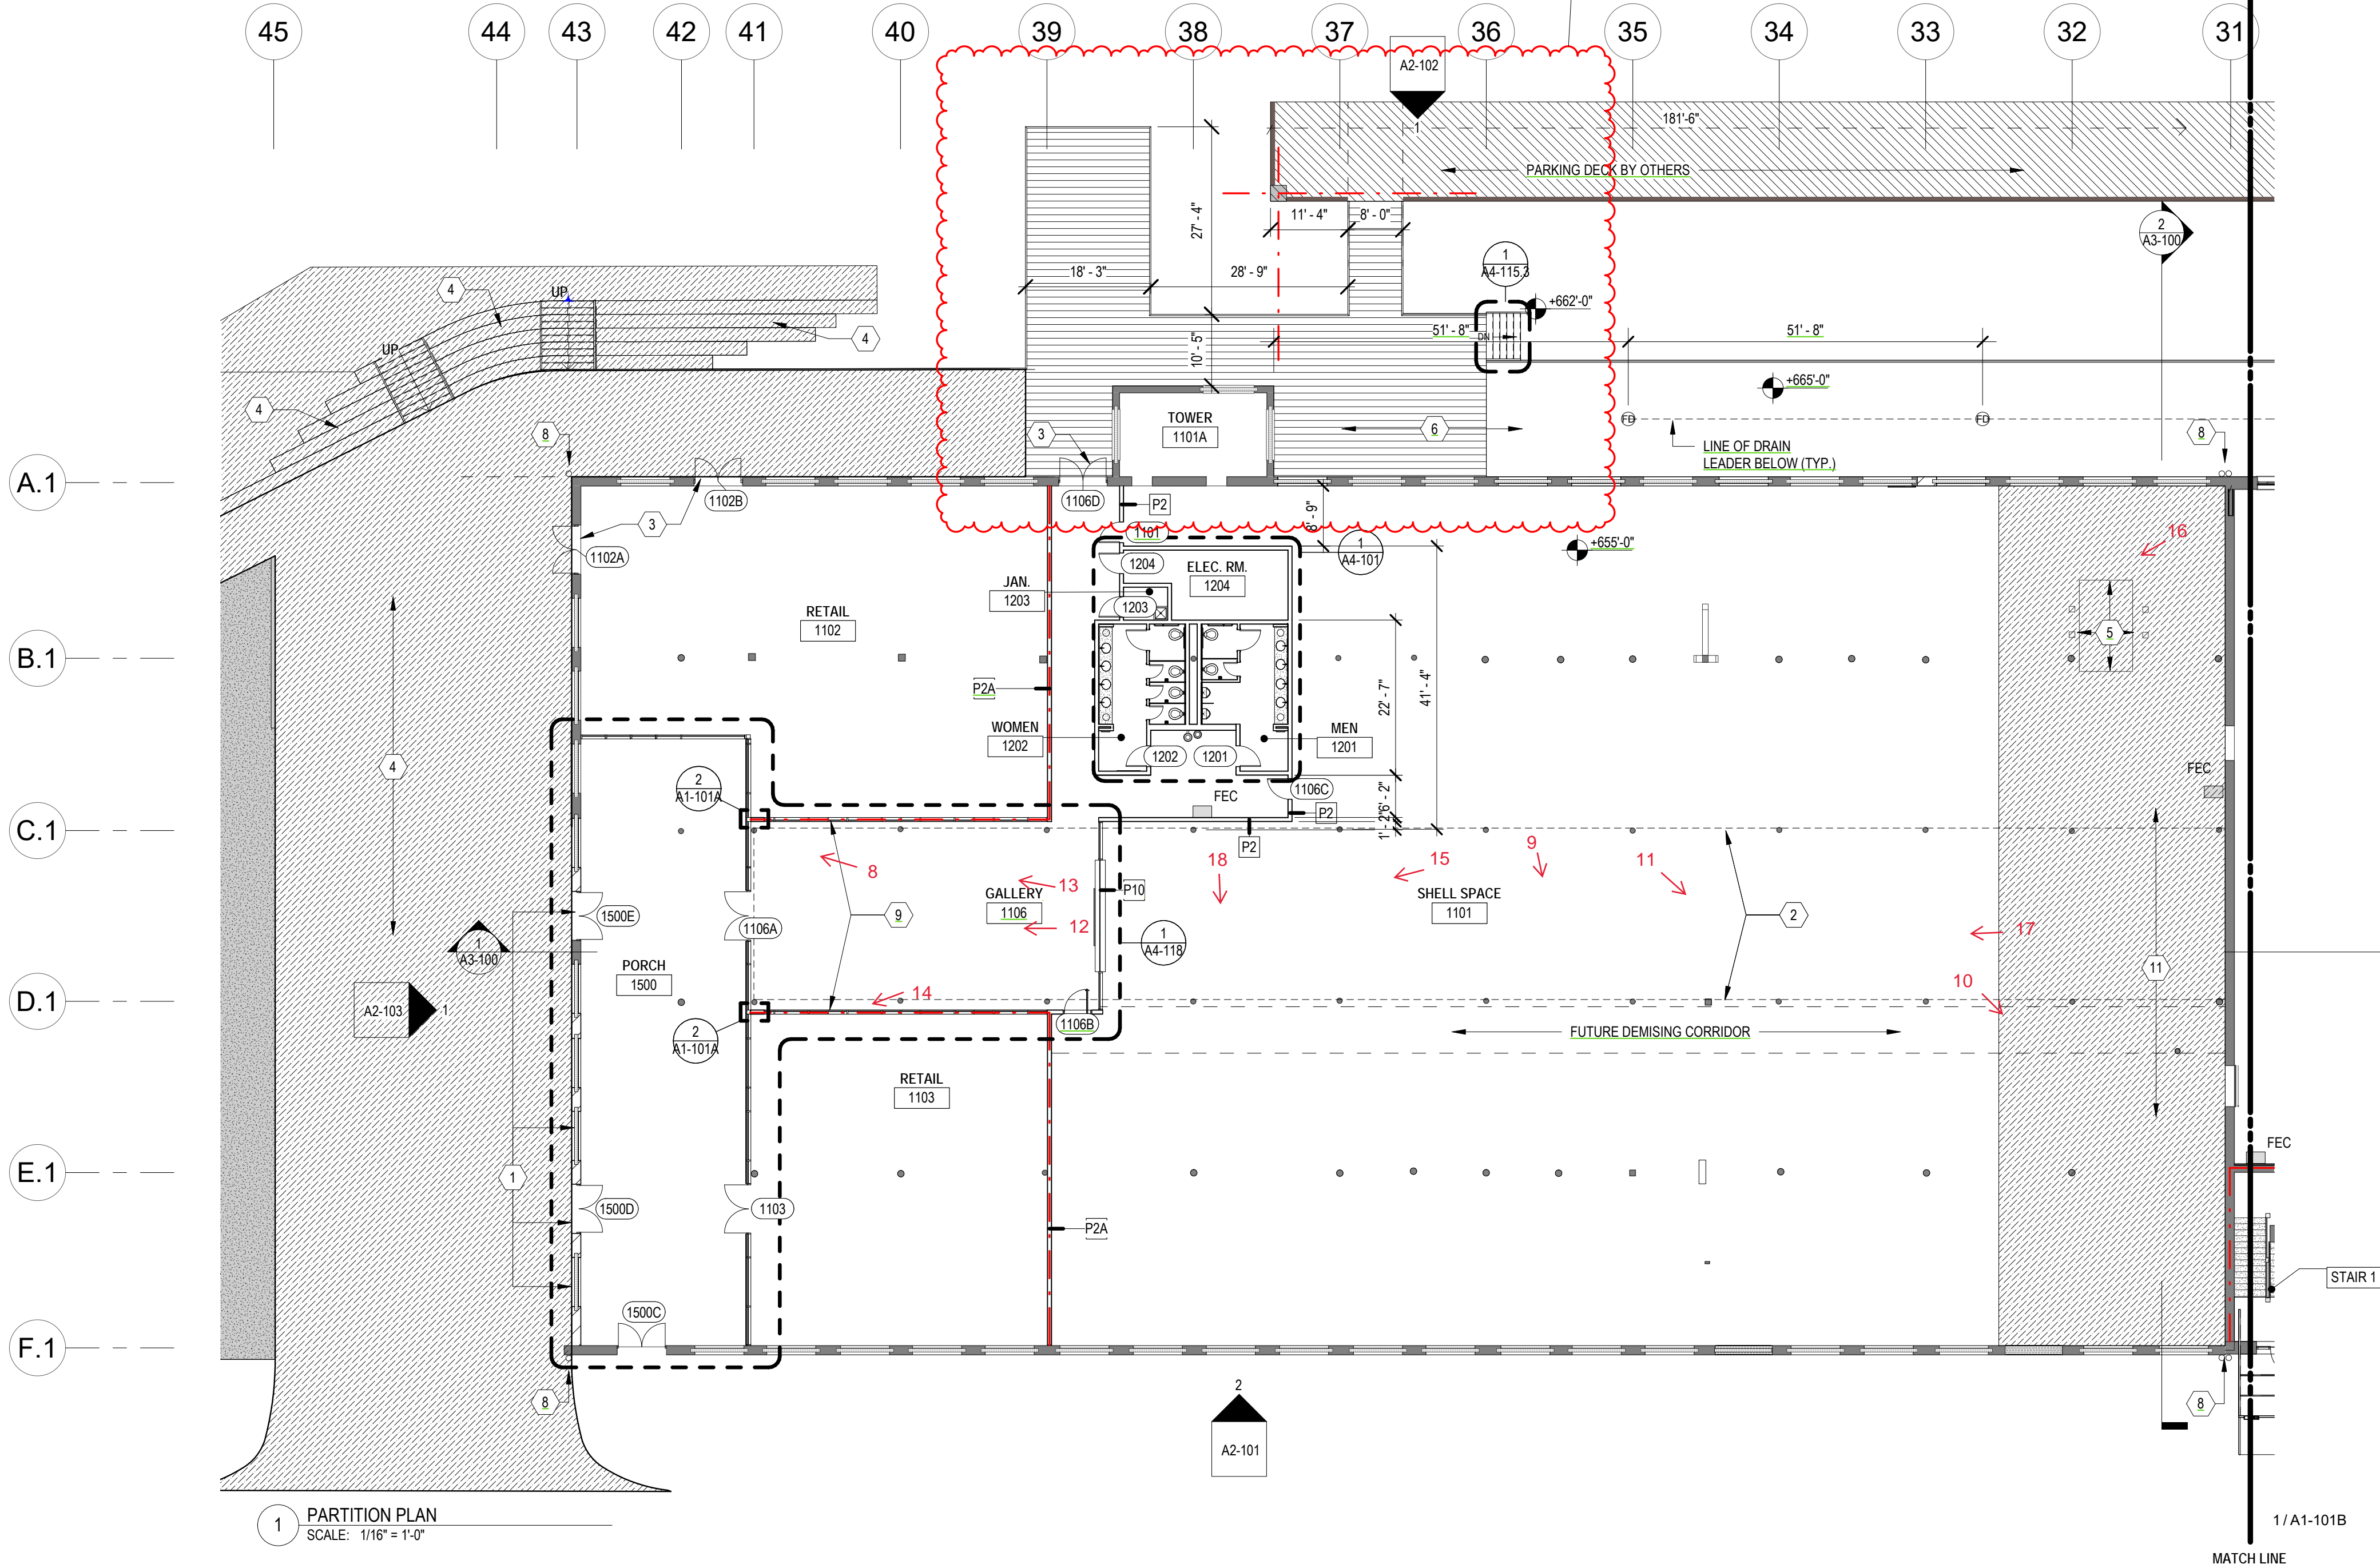 45
44
43
42
41
40
39
38
37
36
35
34
33
32
31
A2-102
1
181'-6"
PARKING DECK BY OTHERS
11' - 4"
8' - 0"
27' - 4"
2
A3-100
18' - 3"
28' - 9"
1
A4-115.3
4
UP
+662'-0"
4
UP
10' - 5"
51' - 8"
DN
51' - 8"
+665'-0"
4
TOWER
1101A
6
FD
FD
8
3
8
LINE OF DRAIN
LEADER BELOW (TYP.)
A.1
1102B
1106D
P2
3
1101
8' - 9"
16
1102A
1204
1
A4-101
+655'-0"
JAN.
1203
ELEC. RM.
1204
1203
RETAIL
1102
5
B.1
P2A
22' - 7"
41' - 4"
WOMEN
1202
MEN
1201
1202
1201
4
2
A1-101A
FEC
1106C
6' - 2"
FEC
P2
1' - 2"
C.1
P2
8
13
18
15
9
11
GALLERY
1106
P10
SHELL SPACE
1101
1500E
9
2
1106A
12
17
1
A3-100
1
A4-118
PORCH
1500
11
D.1
A2-103
1
14
10
1106B
2
A1-101A
FUTURE DEMISING CORRIDOR
RETAIL
1103
FEC
E.1
1
1500D
1103
P2A
STAIR 1
1500C
F.1
8
2
A2-101
8
1
PARTITION PLAN
SCALE: 1/16" = 1'-0"
1 / A1-101B
MATCH LINE